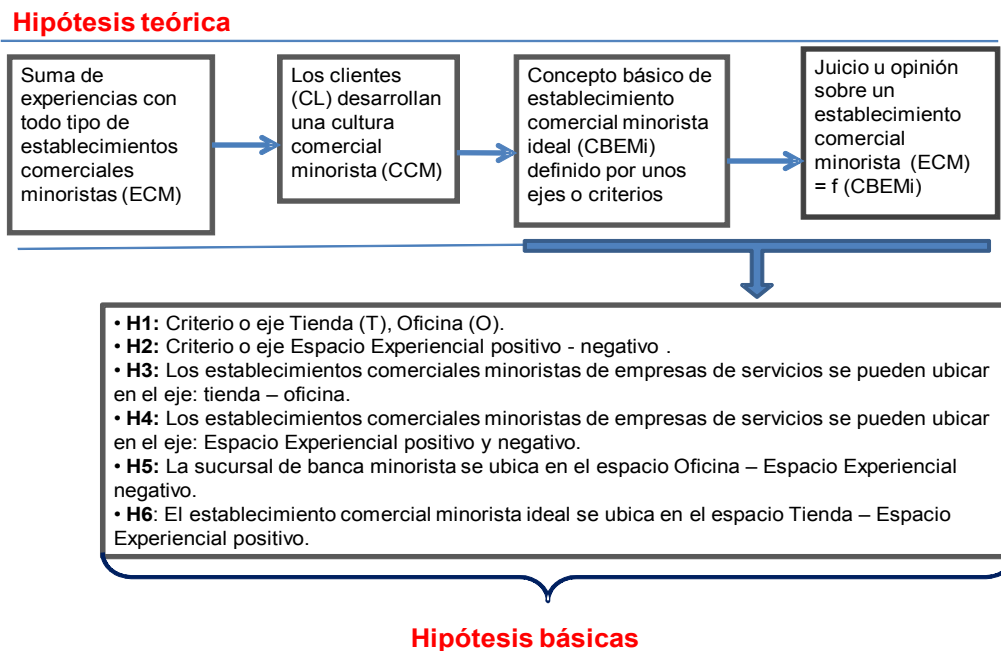 Hipótesis teórica
Suma de
experiencias con
todo tipo de
establecimientos
comerciales
minoristas (ECM)
Los clientes
(CL) desarrollan
una cultura
comercial
minorista (CCM)
Concepto básico de
establecimiento
comercial minorista
ideal (CBEMi)
definido por unos
ejes o criterios
Juicio u opinión
sobre un
establecimiento
comercial
minorista (ECM)
= f (CBEMi)
• H1: Criterio o eje Tienda (T), Oficina (O).
• H2: Criterio o eje Espacio Experiencial positivo - negativo .
• H3: Los establecimientos comerciales minoristas de empresas de servicios se pueden ubicar
en el eje: tienda – oficina.
• H4: Los establecimientos comerciales minoristas de empresas de servicios se pueden ubicar
en el eje: Espacio Experiencial positivo y negativo.
• H5: La sucursal de banca minorista se ubica en el espacio Oficina – Espacio Experiencial
negativo.
• H6: El establecimiento comercial minorista ideal se ubica en el espacio Tienda – Espacio
Experiencial positivo.
Hipótesis básicas